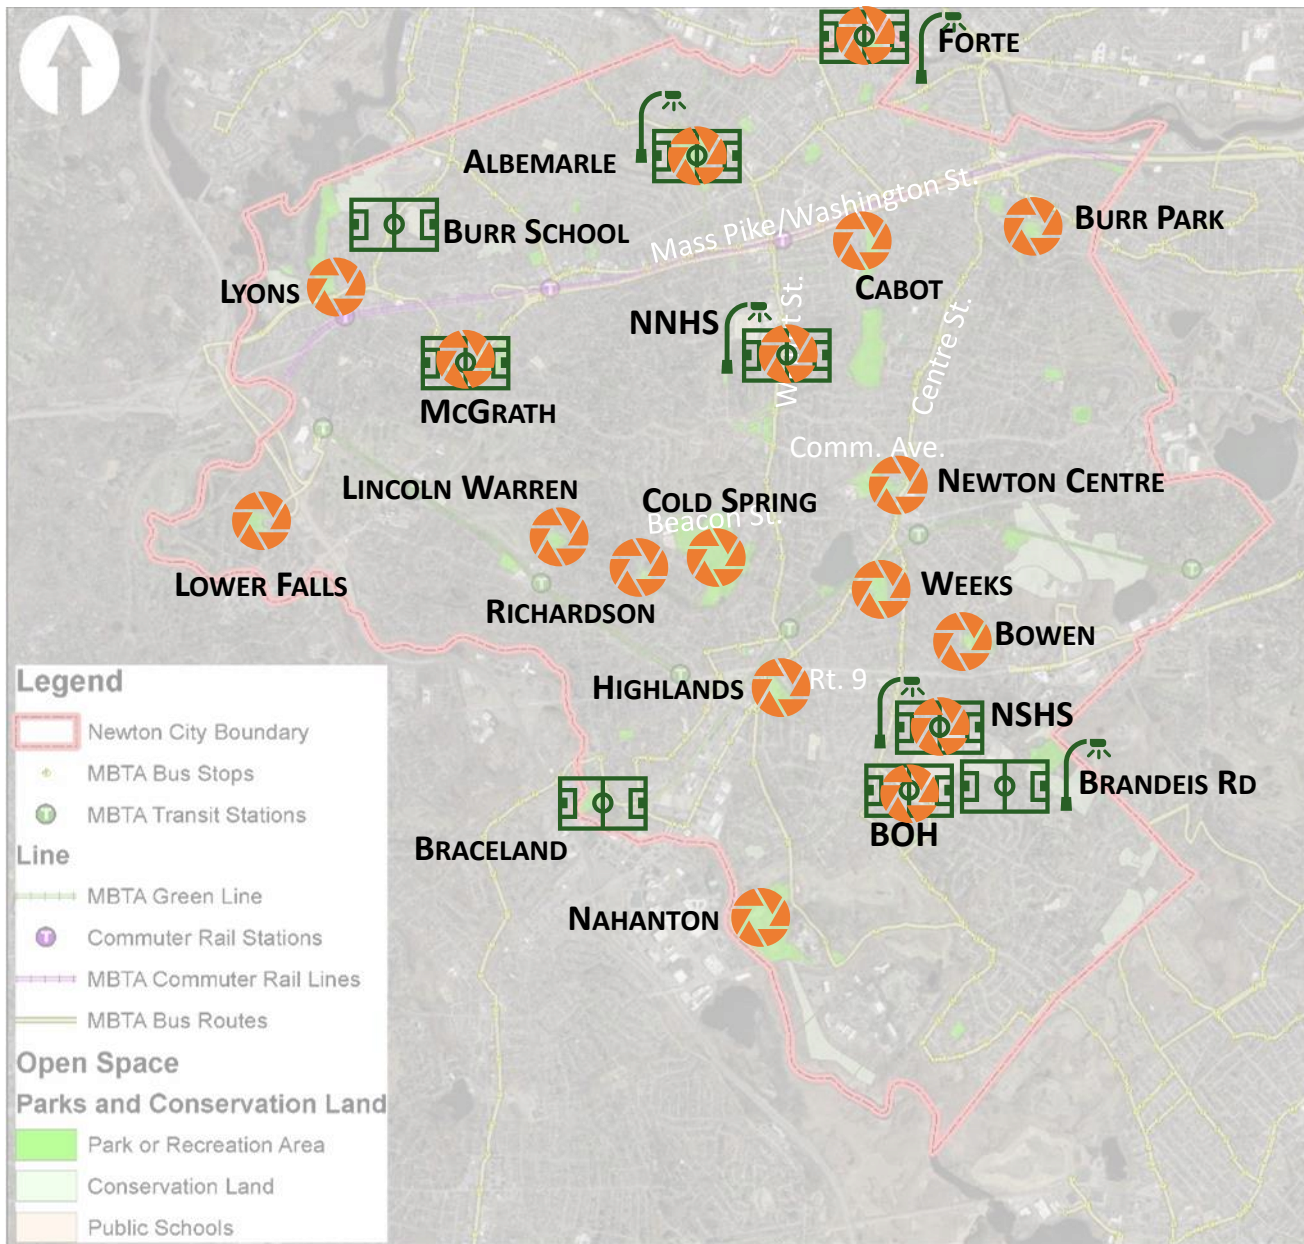 FORTE
ALBEMARLE
BURR SCHOOL
Mass Pike/Washington St.
BURR PARK
LYONS
CABOT
NNHS
Centre St.
MCGRATH
Comm. Ave.
LINCOLN WARREN
COLD SPRING
NEWTON CENTRE
Beacon St.
LOWER FALLS
RICHARDSON
WEEKS
BOWEN
HIGHLANDS
Rt. 9
NSHS
BRANDEIS RD
BOH
BRACELAND
NAHANTON
Legend
Newton City Boundary
MBTA Bus Stops
T MBTA Transit Stations
Line
MBTA Green Line
T Commuter Rail Stations
MBTA Commuter Rail Lines
MBTA Bus Routes
Open Space
Parks and Conservation Land
Park or Recreation Area
Conservation Land
Public Schools